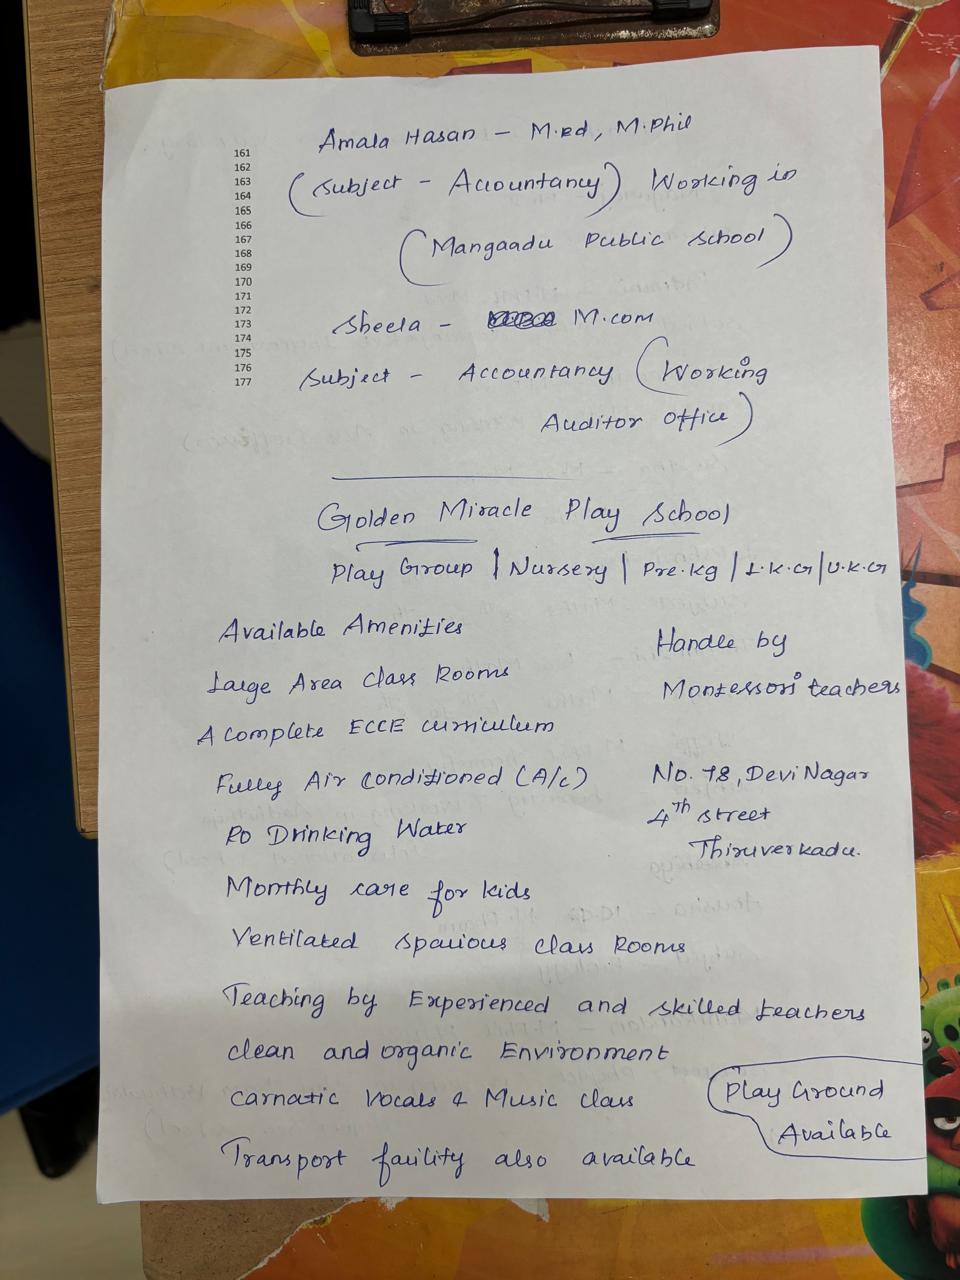 Amala Hasan - M.Ed, M.Phil
161
162
163
164
165
166
167
168
169
170
171
172
173
174
175
176
177
(Subject - Accountancy) Working in
(Mangaadu Public School)
Sheela - M.com
Subject - Accountancy (Working
Auditor Office)
Golden Miracle Play School
Play Group | Nursery | Pre.kg | L.K.G | U.K.G
Available Amenities
Large Area Class Rooms
A complete ECCE curriculum
Fully Air Conditioned (A/c)
RO Drinking Water
Monthly care for kids
Ventilated spacious class Rooms
Teaching by Experienced and skilled teachers
clean and organic Environment
carnatic Vocals & Music class
Transport facility also available
Handle by
Montessori teachers
No. 78, Devi Nagar
4th street
Thiruverkadu.
Play Ground
Available